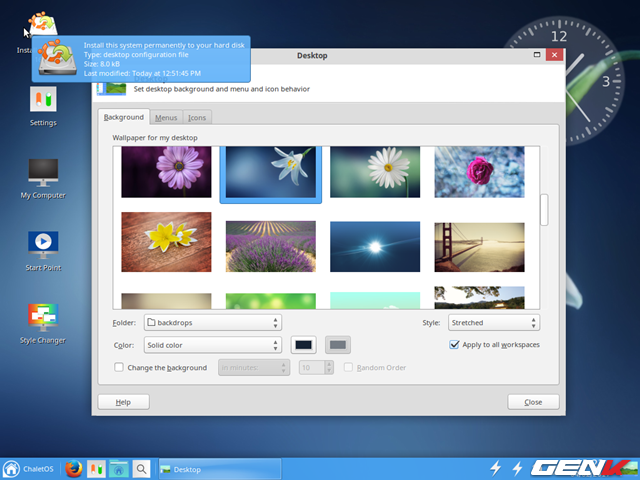 Install this system permanently to your hard disk
Type: desktop configuration file
Size: 8.0 kB
Last modified: Today at 12:51:45 PM
Desktop
Set desktop background and menu and icon behavior
12
3
Settings
My Computer
Start Point
Style Changer
Background
Menus
Icons
Wallpaper for my desktop
Folder:
backdrops
Style:
Stretched
Color:
Solid color
Apply to all workspaces
Change the background
in minutes
10
Random Order
Help
Close
ChaletOS
Desktop
GENK